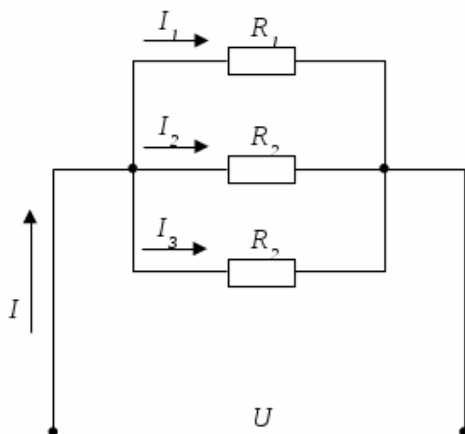 I₁ R₁
I₂ R₂
I₃ R₂
I
U